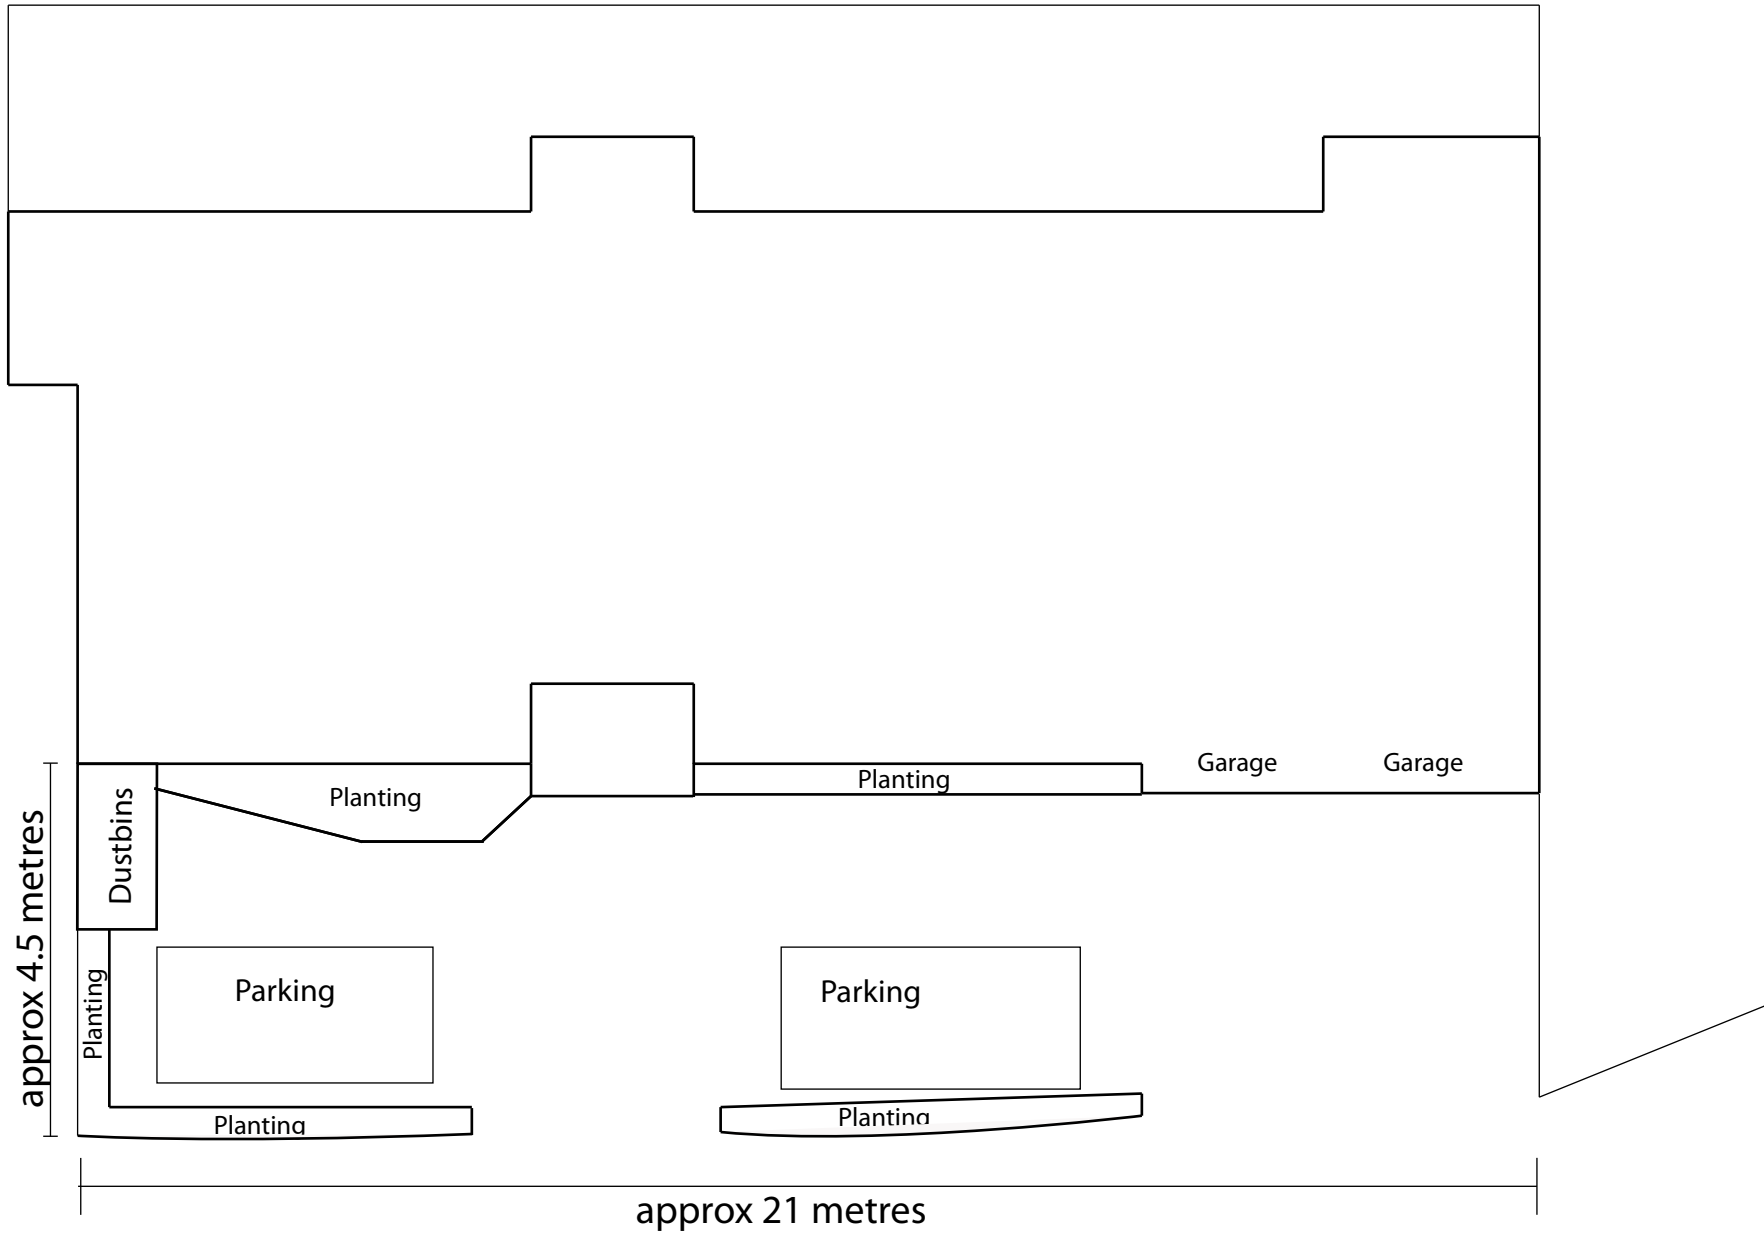 Garage
Garage
Planting
Planting
Dustbins
approx 4.5 metres
Planting
Parking
Parking
Planting
Planting
approx 21 metres